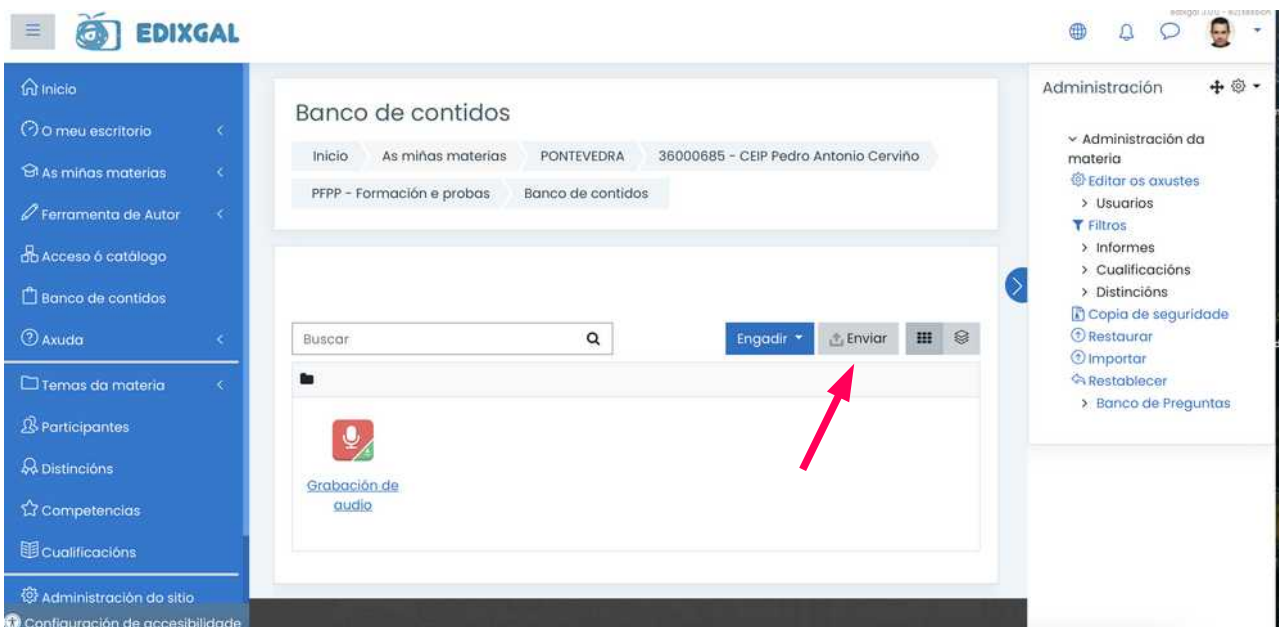 EDIXGAL
Inicio
O meu escritorio
As miñas materias
Ferramenta de Autor
Acceso ó catálogo
Banco de contidos
Axuda
Temas da materia
Participantes
Distincións
Competencias
Cualificacións
Administración do sitio
Configuración de accesibilidade
Banco de contidos
Inicio As miñas materias PONTEVEDRA 36000685 - CEIP Pedro Antonio Cerviño
PFPP - Formación e probas Banco de contidos
Buscar Engadir Enviar
Grabación de
audio
Administración
Administración da
materia
Editar os axustes
Usuarios
Filtros
Informes
Cualificacións
Distincións
Copia de seguridade
Restaurar
Importar
Restablecer
Banco de Preguntas